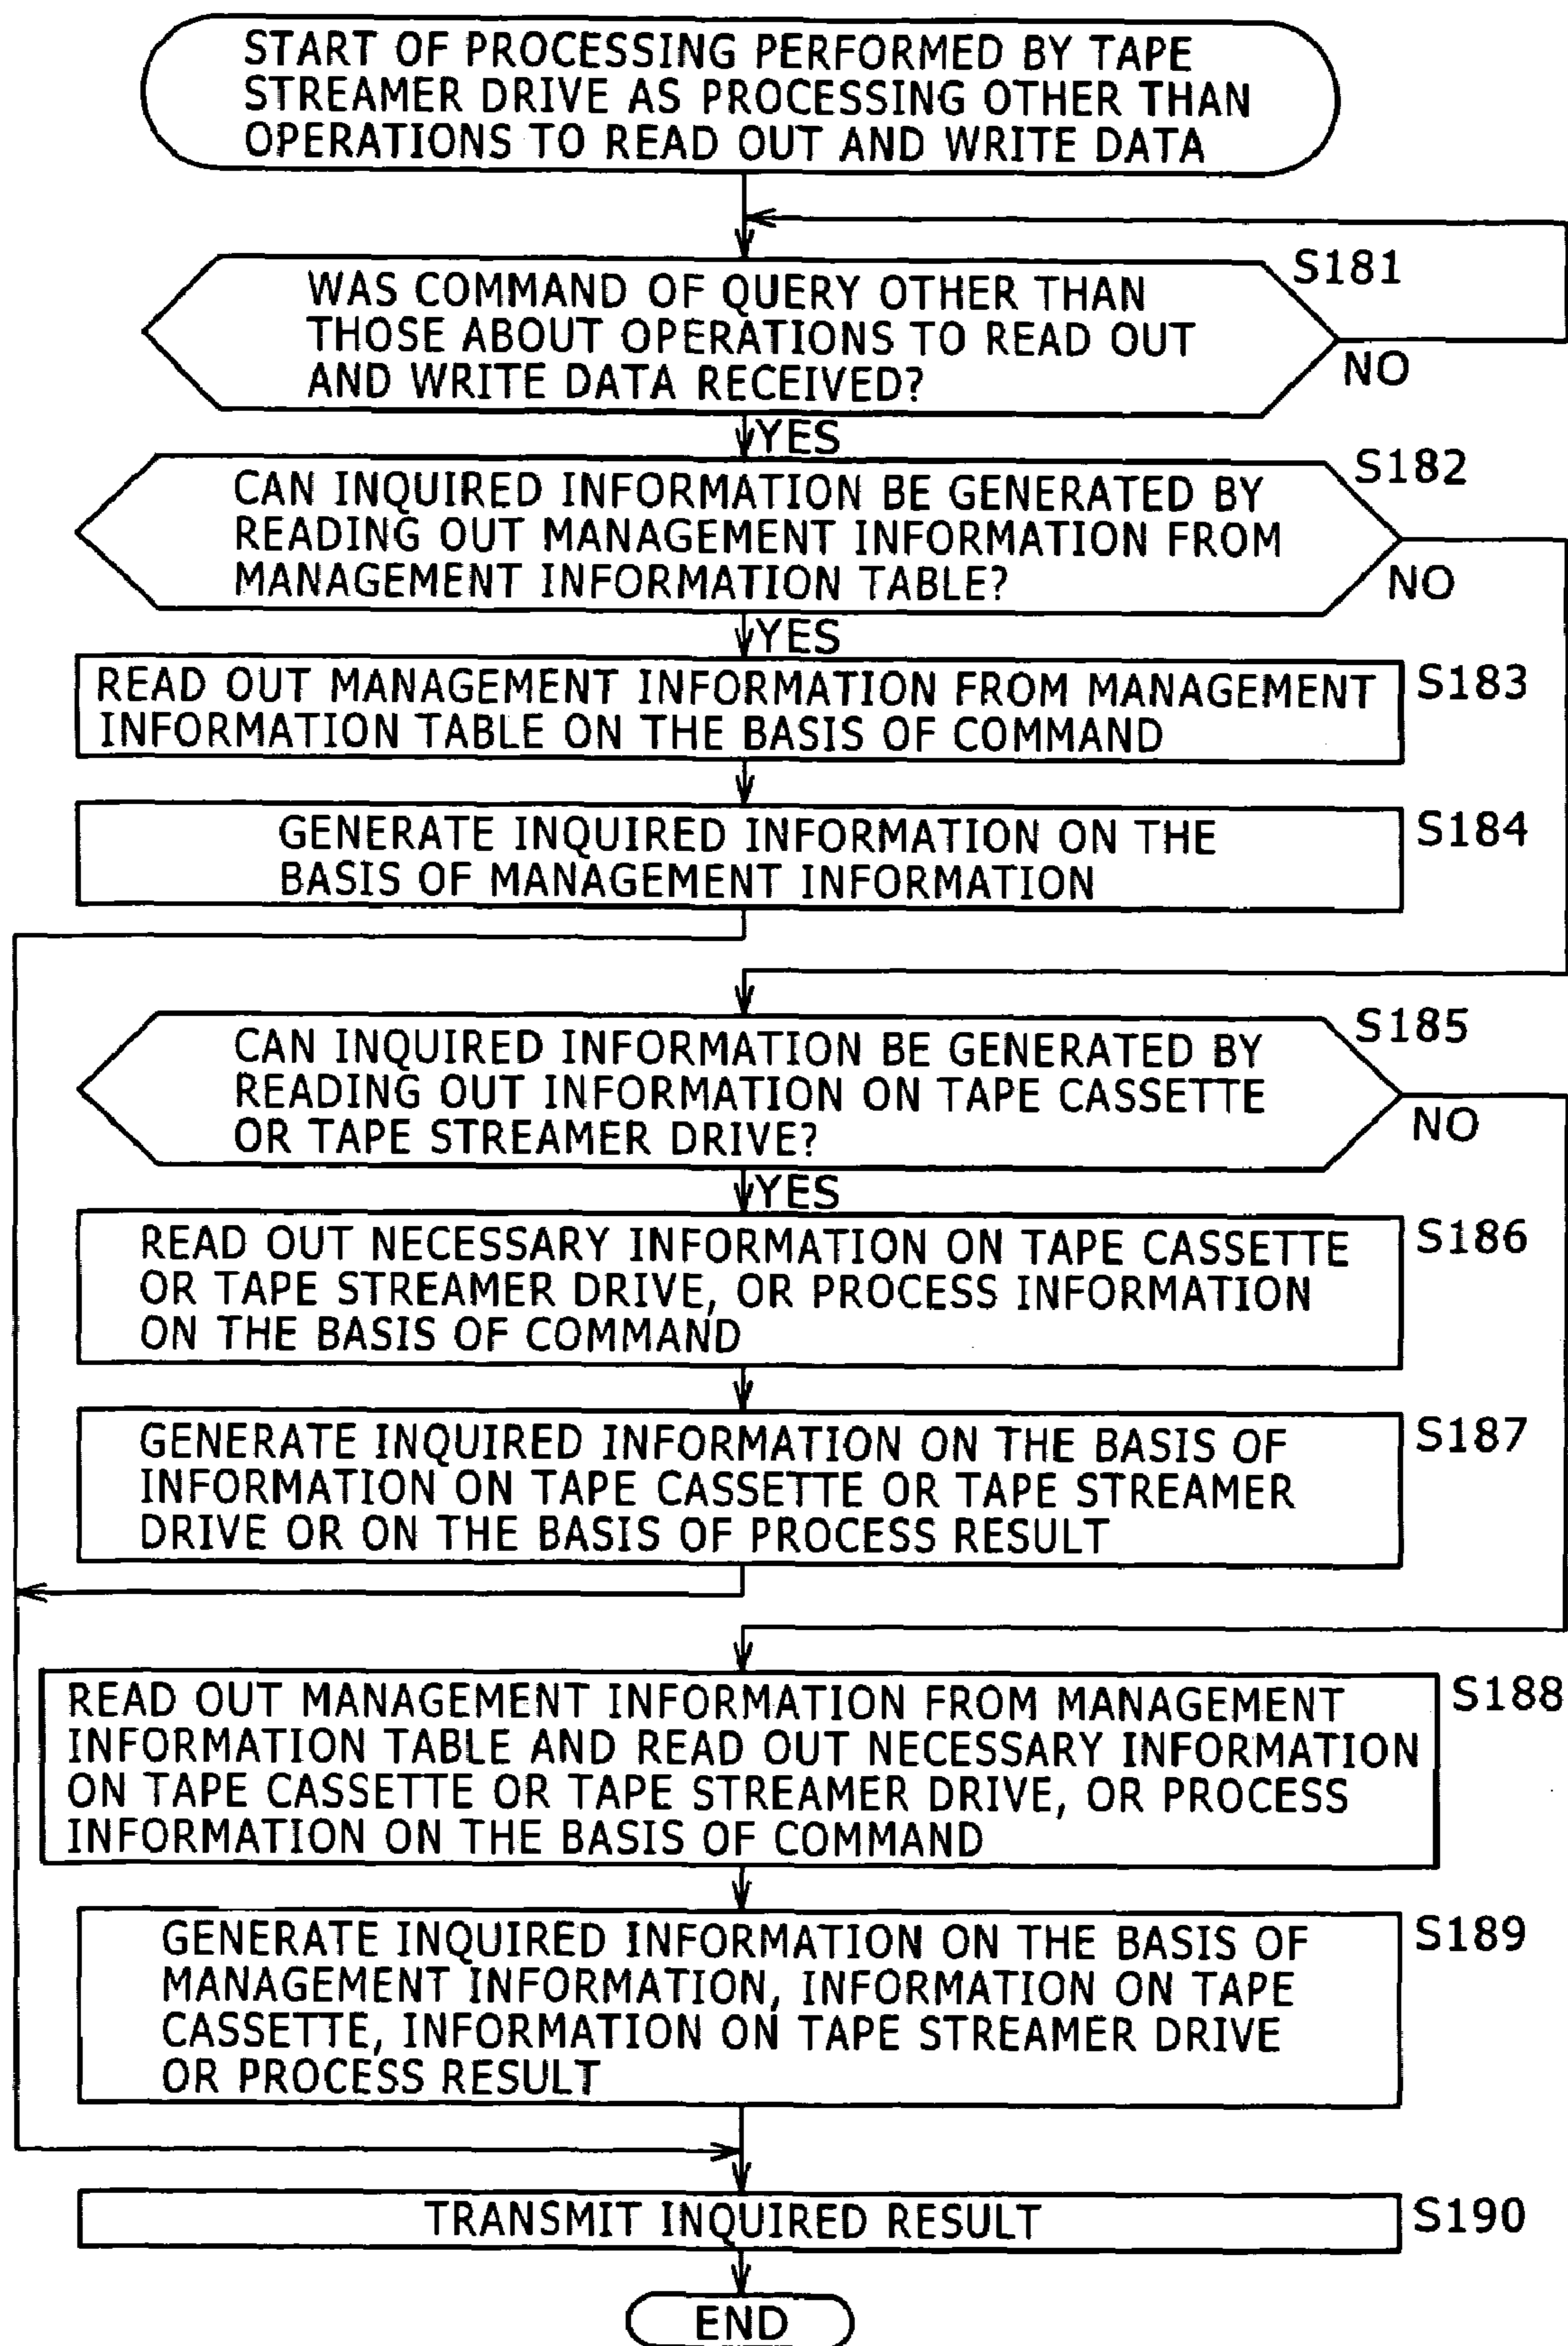 START OF PROCESSING PERFORMED BY TAPE
STREAMER DRIVE AS PROCESSING OTHER THAN
OPERATIONS TO READ OUT AND WRITE DATA
S181
WAS COMMAND OF QUERY OTHER THAN
THOSE ABOUT OPERATIONS TO READ OUT
AND WRITE DATA RECEIVED?
NO
YES
S182
CAN INQUIRED INFORMATION BE GENERATED BY
READING OUT MANAGEMENT INFORMATION FROM
MANAGEMENT INFORMATION TABLE?
NO
YES
READ OUT MANAGEMENT INFORMATION FROM MANAGEMENT
INFORMATION TABLE ON THE BASIS OF COMMAND
S183
GENERATE INQUIRED INFORMATION ON THE
BASIS OF MANAGEMENT INFORMATION
S184
S185
CAN INQUIRED INFORMATION BE GENERATED BY
READING OUT INFORMATION ON TAPE CASSETTE
OR TAPE STREAMER DRIVE?
NO
YES
READ OUT NECESSARY INFORMATION ON TAPE CASSETTE
OR TAPE STREAMER DRIVE, OR PROCESS INFORMATION
ON THE BASIS OF COMMAND
S186
GENERATE INQUIRED INFORMATION ON THE BASIS OF
INFORMATION ON TAPE CASSETTE OR TAPE STREAMER
DRIVE OR ON THE BASIS OF PROCESS RESULT
S187
READ OUT MANAGEMENT INFORMATION FROM MANAGEMENT
INFORMATION TABLE AND READ OUT NECESSARY INFORMATION
ON TAPE CASSETTE OR TAPE STREAMER DRIVE, OR PROCESS
INFORMATION ON THE BASIS OF COMMAND
S188
GENERATE INQUIRED INFORMATION ON THE BASIS OF
MANAGEMENT INFORMATION, INFORMATION ON TAPE
CASSETTE, INFORMATION ON TAPE STREAMER DRIVE
OR PROCESS RESULT
S189
TRANSMIT INQUIRED RESULT
S190
END